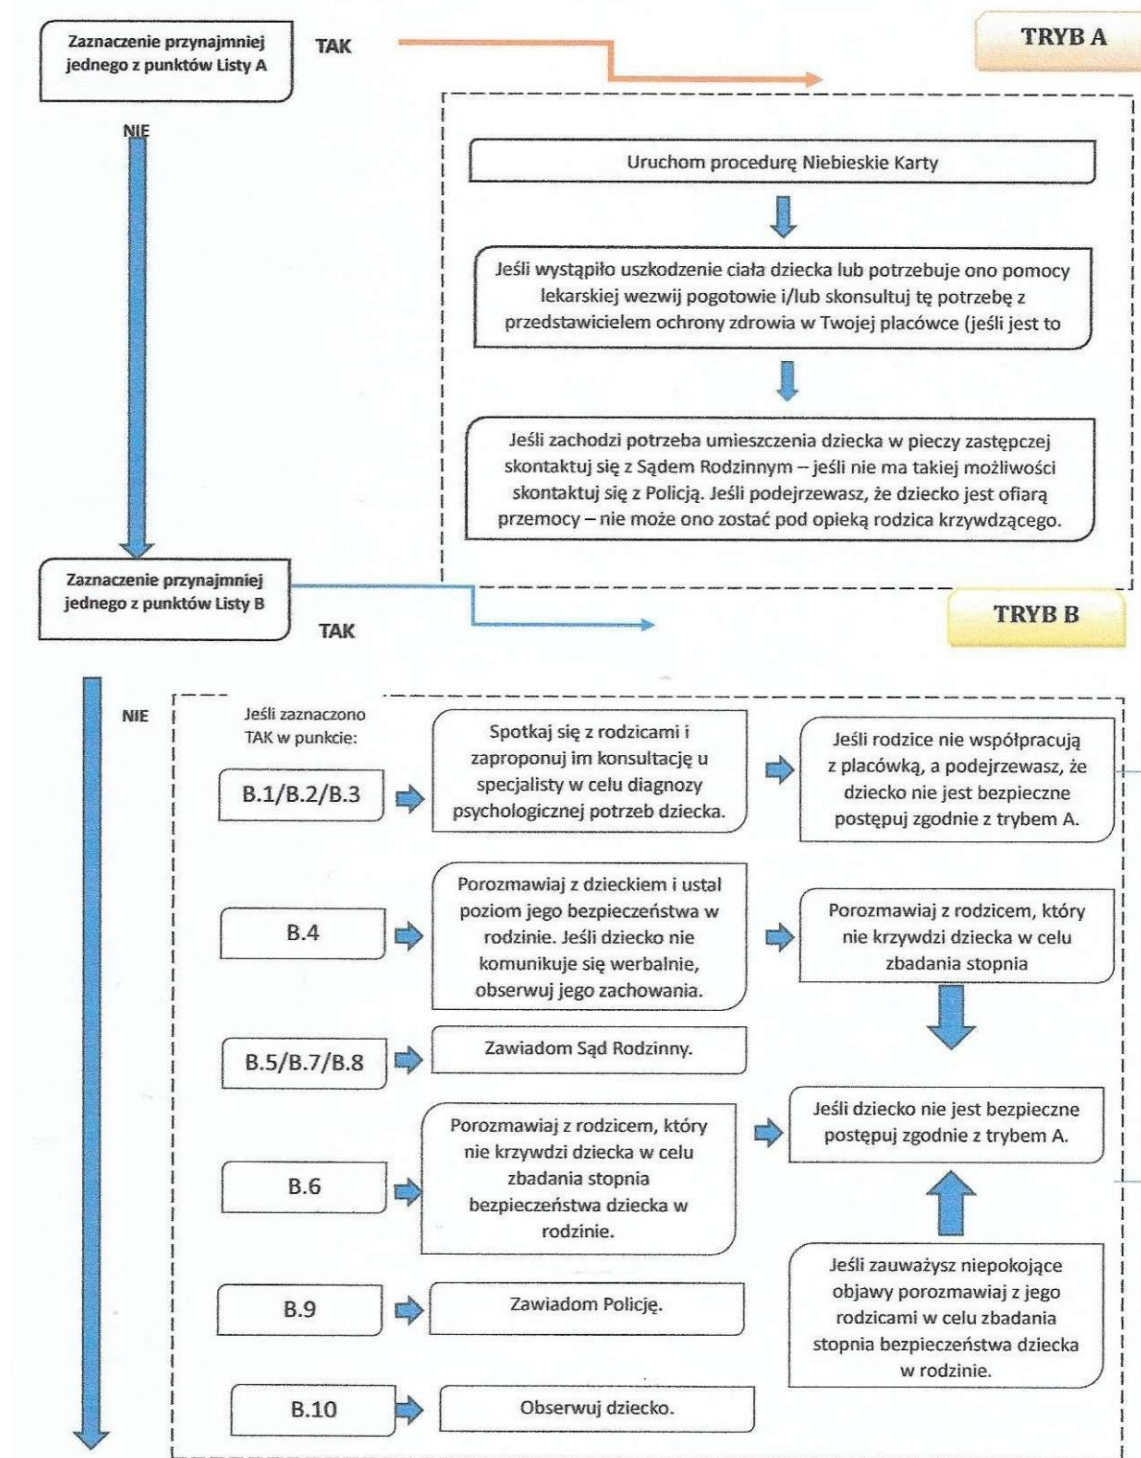 Zaznaczenie przynajmniej
jednego z punktów Listy A
TAK
TRYB A
NIE
Uruchom procedurę Niebieskie Karty
Jeśli wystąpiło uszkodzenie ciała dziecka lub potrzebuje ono pomocy
lekarskiej wezwij pogotowie i/lub skonsultuj tę potrzebę z
przedstawicielem ochrony zdrowia w Twojej placówce (jeśli jest to
Jeśli zachodzi potrzeba umieszczenia dziecka w pieczy zastępczej
skontaktuj się z Sądem Rodzinnym – jeśli nie ma takiej możliwości
skontaktuj się z Policją. Jeśli podejrzewasz, że dziecko jest ofiarą
przemocy – nie może ono zostać pod opieką rodzica krzywdzącego.
Zaznaczenie przynajmniej
jednego z punktów Listy B
TAK
TRYB B
NIE
Jeśli zaznaczono
TAK w punkcie:
B.1/B.2/B.3
Spotkaj się z rodzicami i
zaproponuj im konsultację u
specjalisty w celu diagnozy
psychologicznej potrzeb dziecka.
Jeśli rodzice nie współpracują
z placówką, a podejrzewasz, że
dziecko nie jest bezpieczne
postępuj zgodnie z trybem A.
B.4
Porozmawiaj z dzieckiem i ustal
poziom jego bezpieczeństwa w
rodzinie. Jeśli dziecko nie
komunikuje się werbalnie,
obserwuj jego zachowania.
Porozmawiaj z rodzicem, który
nie krzywdzi dziecka w celu
zbadania stopnia
B.5/B.7/B.8
Zawiadom Sąd Rodzinny.
B.6
Porozmawiaj z rodzicem, który
nie krzywdzi dziecka w celu
zbadania stopnia
bezpieczeństwa dziecka w
rodzinie.
Jeśli dziecko nie jest bezpieczne
postępuj zgodnie z trybem A.
B.9
Zawiadom Policję.
Jeśli zauważysz niepokojące
objawy porozmawiaj z jego
rodzicami w celu zbadania
stopnia bezpieczeństwa dziecka
w rodzinie.
B.10
Obserwuj dziecko.